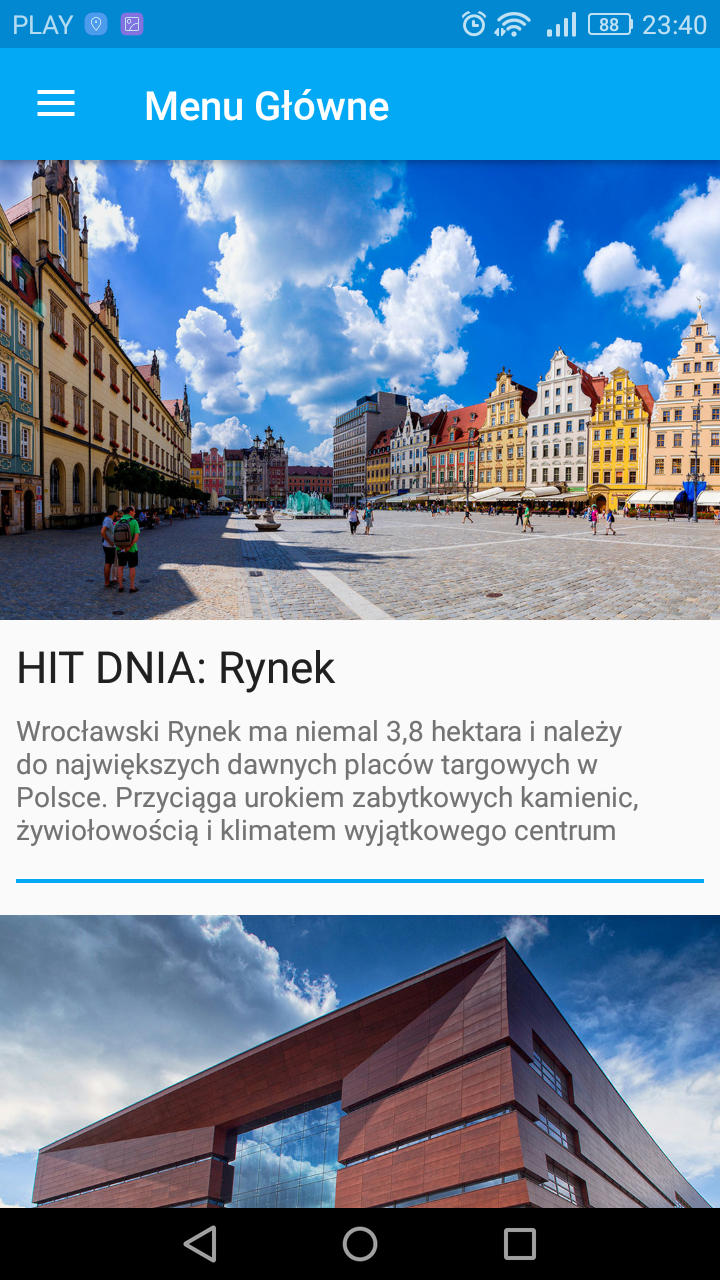 PLAY 88 23:40
Menu Główne
HIT DNIA: Rynek
Wrocławski Rynek ma niemal 3,8 hektara i należy
do największych dawnych placów targowych w
Polsce. Przyciąga urokiem zabytkowych kamienic,
żywiołowością i klimatem wyjątkowego centrum